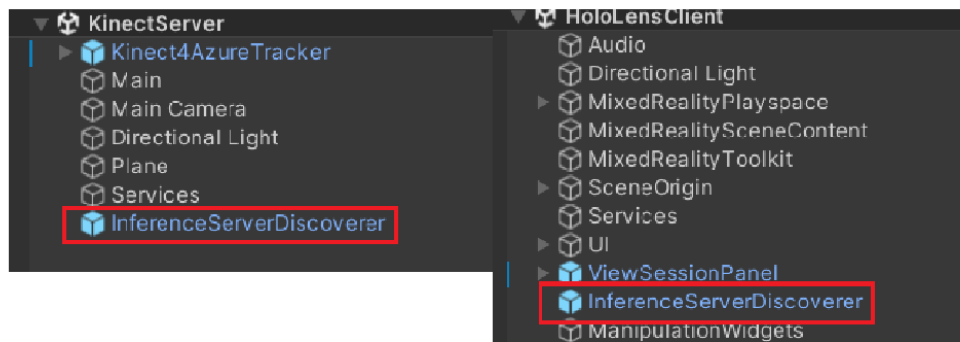 KinectServer
Kinect4AzureTracker
Main
Main Camera
Directional Light
Plane
Services
InferenceServerDiscoverer
HoloLensClient
Audio
Directional Light
MixedRealityPlayspace
MixedRealitySceneContent
MixedRealityToolkit
SceneOrigin
Services
UI
ViewSessionPanel
InferenceServerDiscoverer
ManipulationWidgets